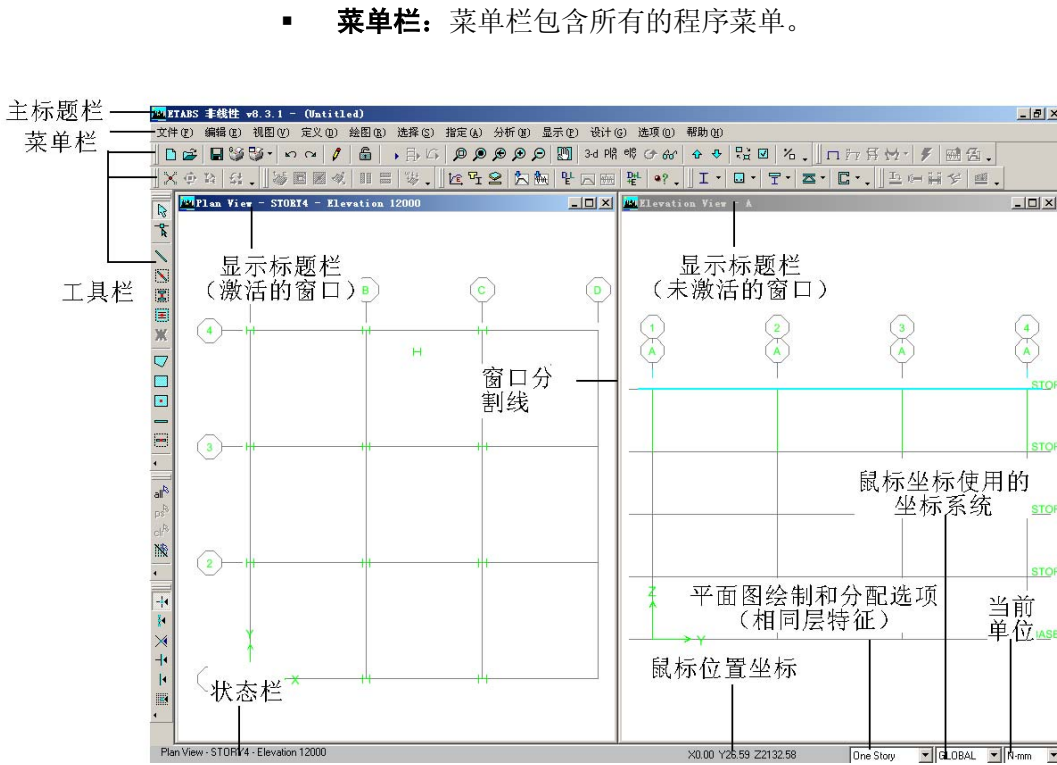 ▪ 菜单栏：菜单栏包含所有的程序菜单。
主标题栏
ETABS 非线性 v8.3.1 - (Untitled)
菜单栏
文件(F) 编辑(E) 视图(V) 定义(D) 绘图(R) 选择(S) 指定(A) 分析(N) 显示(P) 设计(G) 选项(O) 帮助(H)
3-d
工具栏
Plan View - STORY4 - Elevation 12000
Elevation View - A
显示标题栏
（激活的窗口）
显示标题栏
（未激活的窗口）
B C D
4
3
2
1 2 3 4
A A A A
窗口分
割线
STOR
STOR
鼠标坐标使用的
坐标系统
STOR
STOR
all
ps
clr
Z
Y
平面图绘制和分配选项
（相同层特征）
当前
单位
BASE
Y
X
鼠标位置坐标
状态栏
Plan View - STORY4 - Elevation 12000
X0.00 Y26.59 Z2132.58
One Story
GLOBAL
N-mm